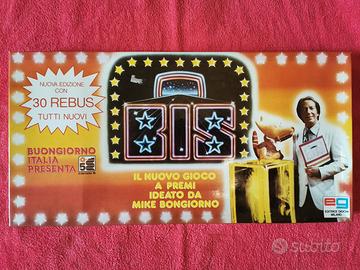 NUOVA EDIZIONE
CON
30 REBUS
TUTTI NUOVI
BIS
BUONGIORNO
ITALIA
PRESENTA
IL NUOVO GIOCO
A PREMI
IDEATO DA
MIKE BONGIORNO
eg
EDITRICE GIOCHI
MILANO
subito